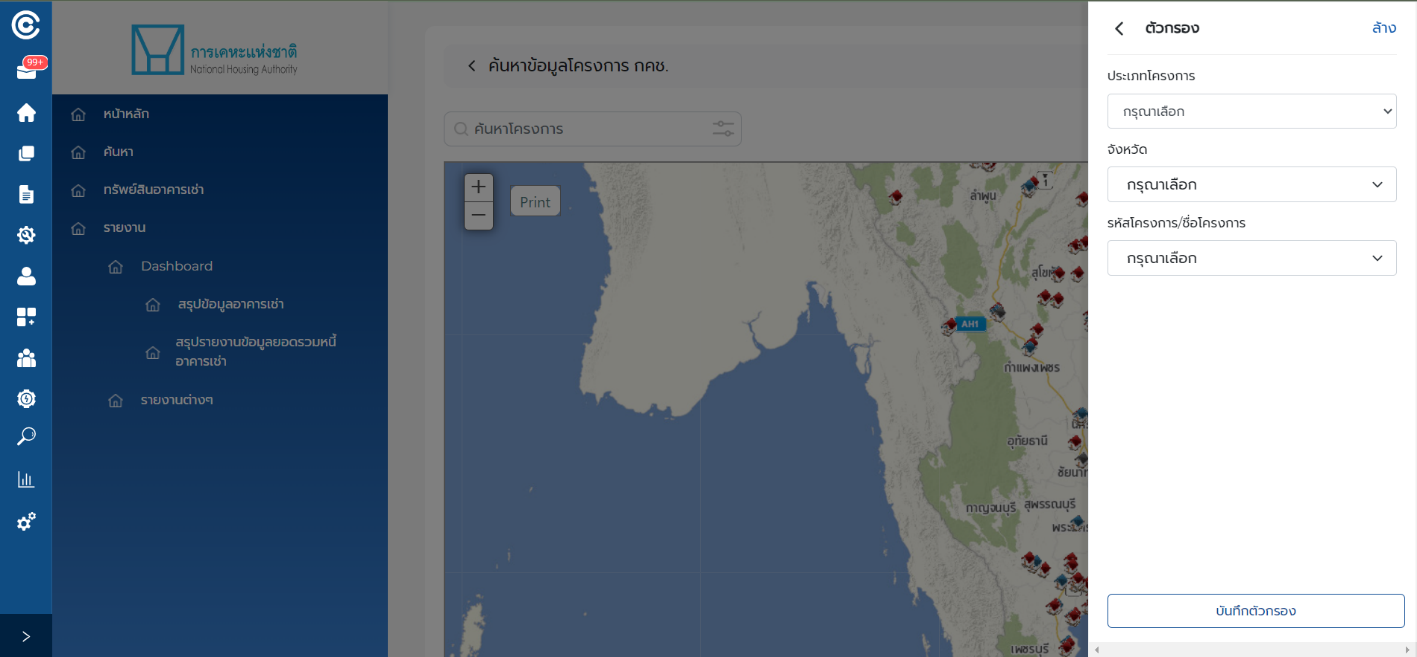 99+
การเคหะแห่งชาติ
National Housing Authority
หน้าหลัก
ค้นหา
ทรัพย์สินอาคารเช่า
รายงาน
Dashboard
สรุปข้อมูลอาคารเช่า
สรุปรายงานข้อมูลยอดรวมหนี้
อาคารเช่า
รายงานต่างๆ
ค้นหาข้อมูลโครงการ กคช.
ค้นหาโครงการ
+
Print
−
ลำพูน
1
AH1
กำแพงเพชร
อุทัยธานี
กาญจนบุรี
สุพรรณบุรี
เพชรบุรี
ตัวกรอง
ล้าง
ประเภทโครงการ
กรุณาเลือก
จังหวัด
กรุณาเลือก
รหัสโครงการ/ชื่อโครงการ
กรุณาเลือก
บันทึกตัวกรอง